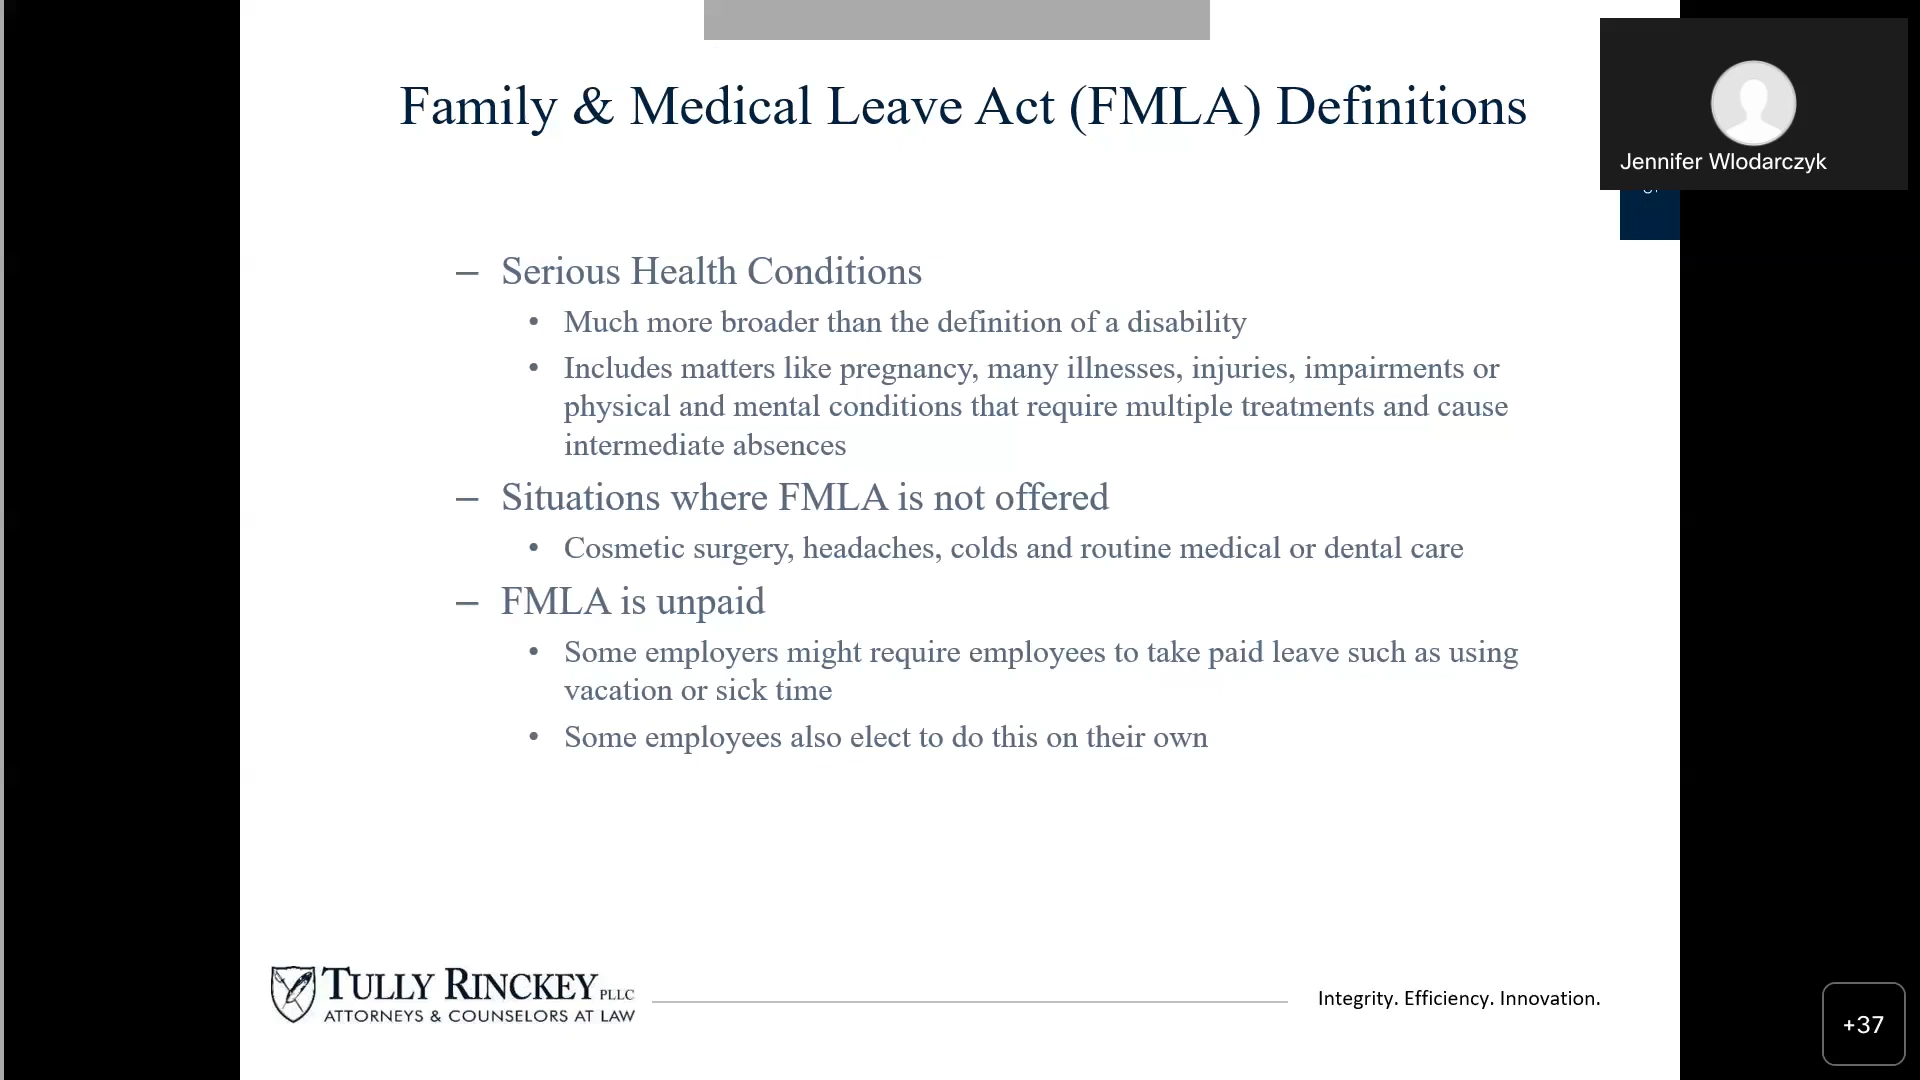 Family & Medical Leave Act (FMLA) Definitions
Jennifer Wlodarczyk
– Serious Health Conditions
• Much more broader than the definition of a disability
• Includes matters like pregnancy, many illnesses, injuries, impairments or
physical and mental conditions that require multiple treatments and cause
intermediate absences
– Situations where FMLA is not offered
• Cosmetic surgery, headaches, colds and routine medical or dental care
– FMLA is unpaid
• Some employers might require employees to take paid leave such as using
vacation or sick time
• Some employees also elect to do this on their own
TULLY RINCKEY PLLC
ATTORNEYS & COUNSELORS AT LAW
Integrity. Efficiency. Innovation.
+37